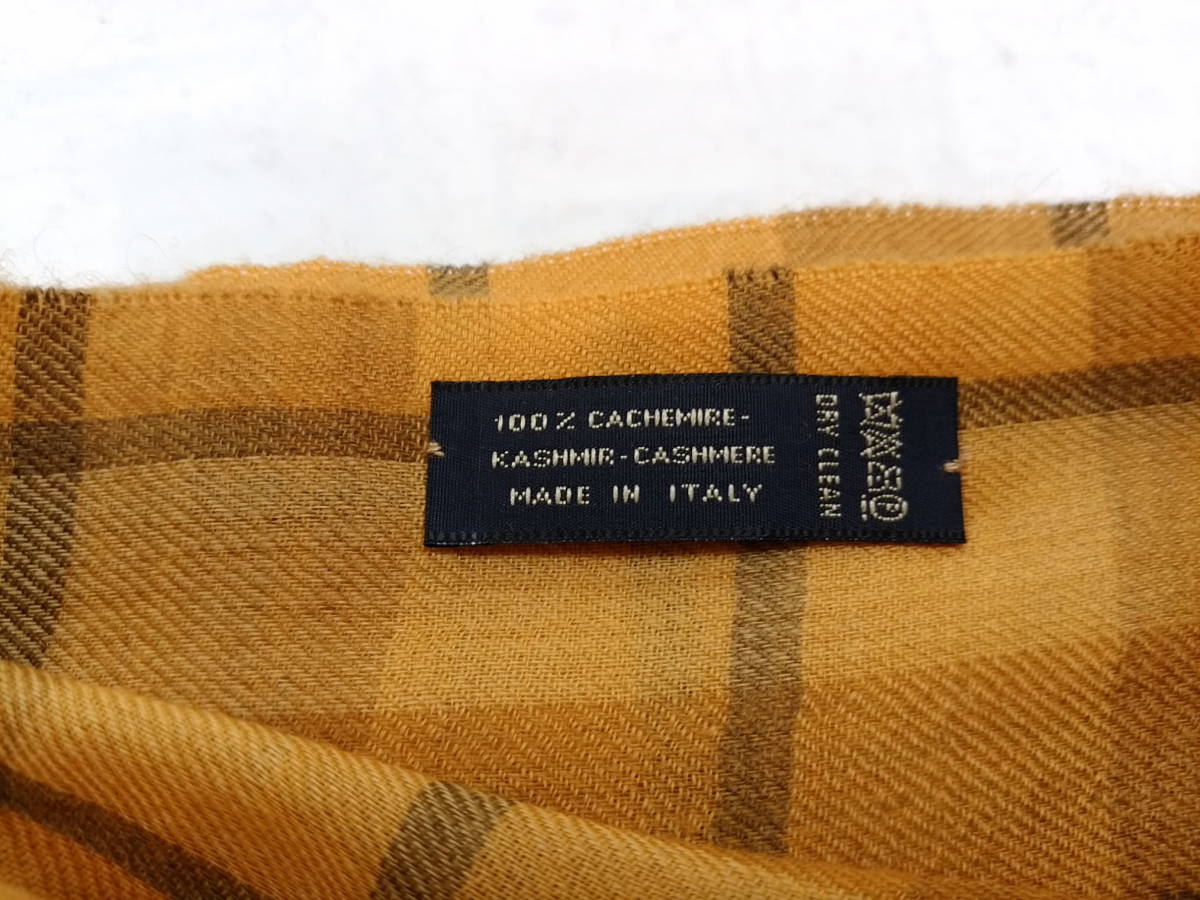 100% CACHEMIRE-
KASHMIR-CASHMERE
MADE IN ITALY
DRY CLEAN
P